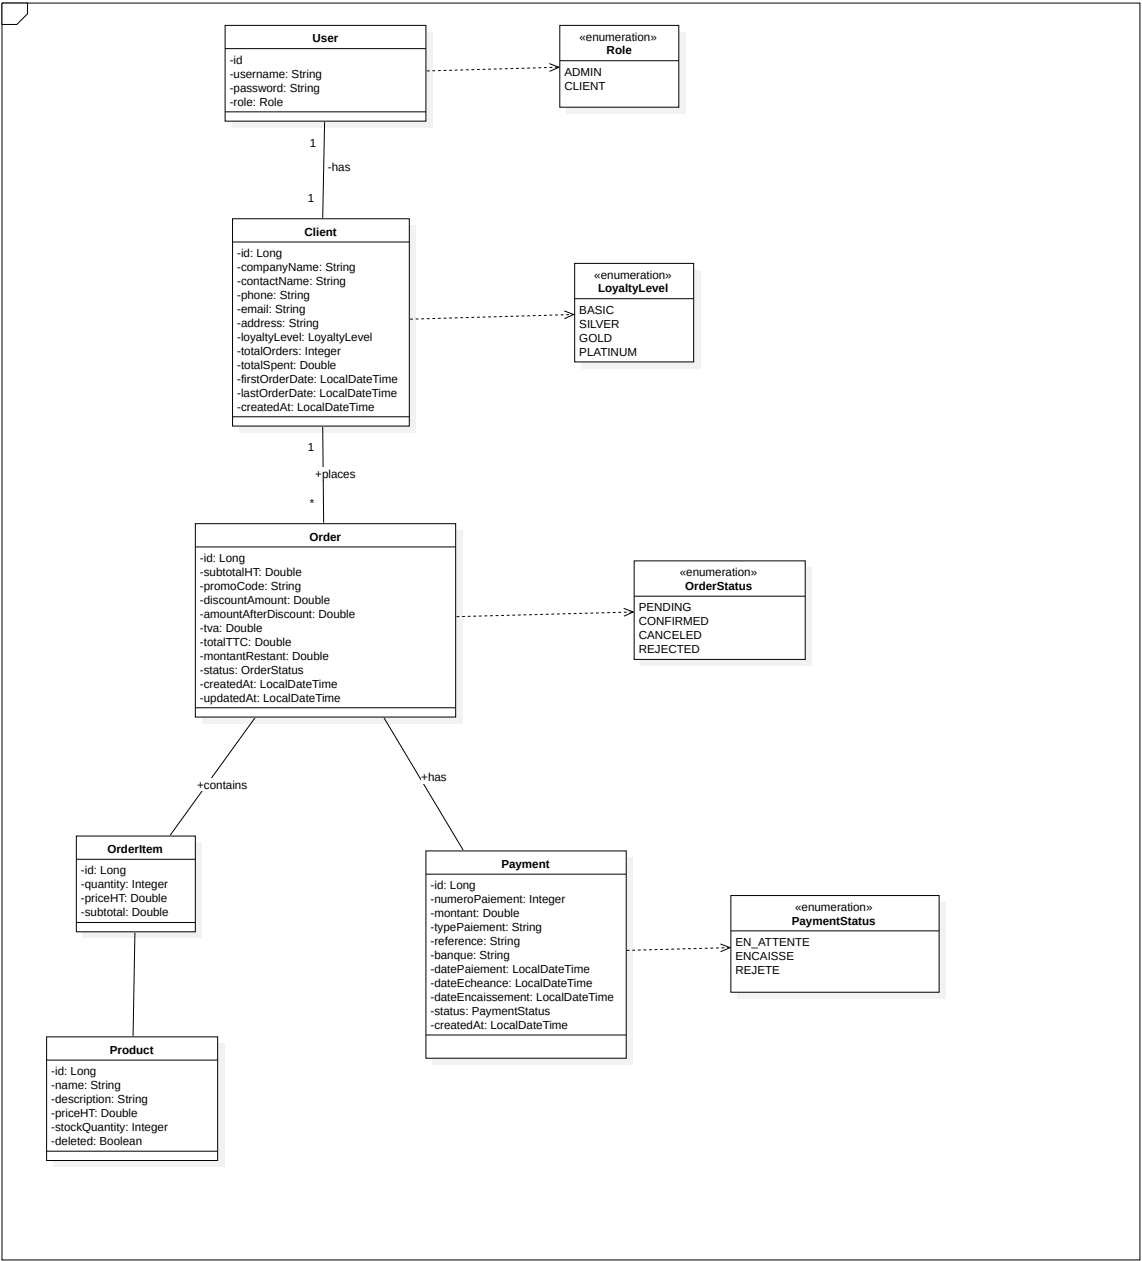 User
-id
-username: String
-password: String
-role: Role
«enumeration»
Role
ADMIN
CLIENT
1
-has
1
Client
-id: Long
-companyName: String
-contactName: String
-phone: String
-email: String
-address: String
-loyaltyLevel: LoyaltyLevel
-totalOrders: Integer
-totalSpent: Double
-firstOrderDate: LocalDateTime
-lastOrderDate: LocalDateTime
-createdAt: LocalDateTime
«enumeration»
LoyaltyLevel
BASIC
SILVER
GOLD
PLATINUM
1
+places
*
Order
-id: Long
-subtotalHT: Double
-promoCode: String
-discountAmount: Double
-amountAfterDiscount: Double
-tva: Double
-totalTTC: Double
-montantRestant: Double
-status: OrderStatus
-createdAt: LocalDateTime
-updatedAt: LocalDateTime
«enumeration»
OrderStatus
PENDING
CONFIRMED
CANCELED
REJECTED
+contains
+has
OrderItem
-id: Long
-quantity: Integer
-priceHT: Double
-subtotal: Double
Payment
-id: Long
-numeroPaiement: Integer
-montant: Double
-typePaiement: String
-reference: String
-banque: String
-datePaiement: LocalDateTime
-dateEcheance: LocalDateTime
-dateEncaissement: LocalDateTime
-status: PaymentStatus
-createdAt: LocalDateTime
«enumeration»
PaymentStatus
EN_ATTENTE
ENCAISSE
REJETE
Product
-id: Long
-name: String
-description: String
-priceHT: Double
-stockQuantity: Integer
-deleted: Boolean